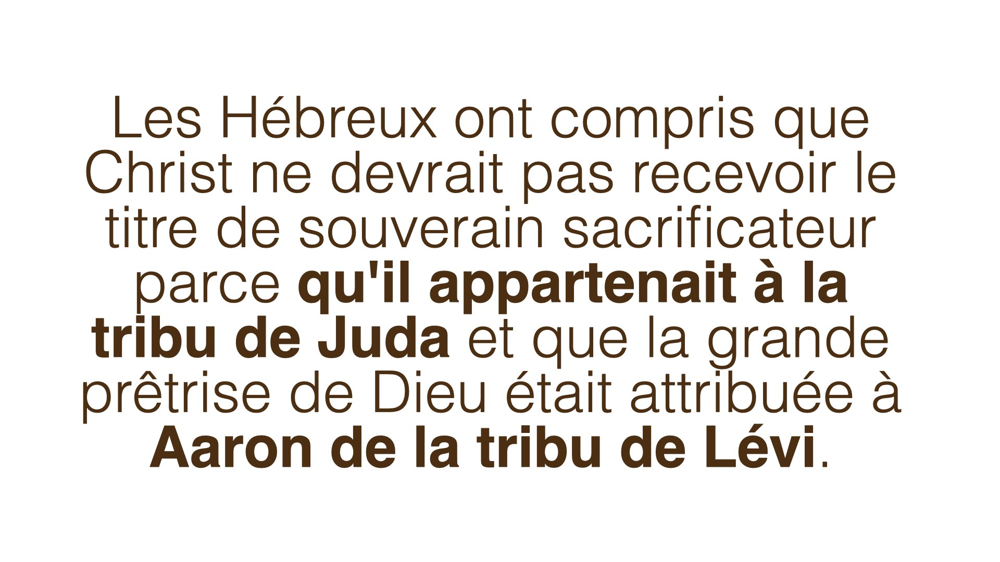 Les Hébreux ont compris que
Christ ne devrait pas recevoir le
titre de souverain sacrificateur
parce qu'il appartenait à la
tribu de Juda et que la grande
prêtrise de Dieu était attribuée à
Aaron de la tribu de Lévi.